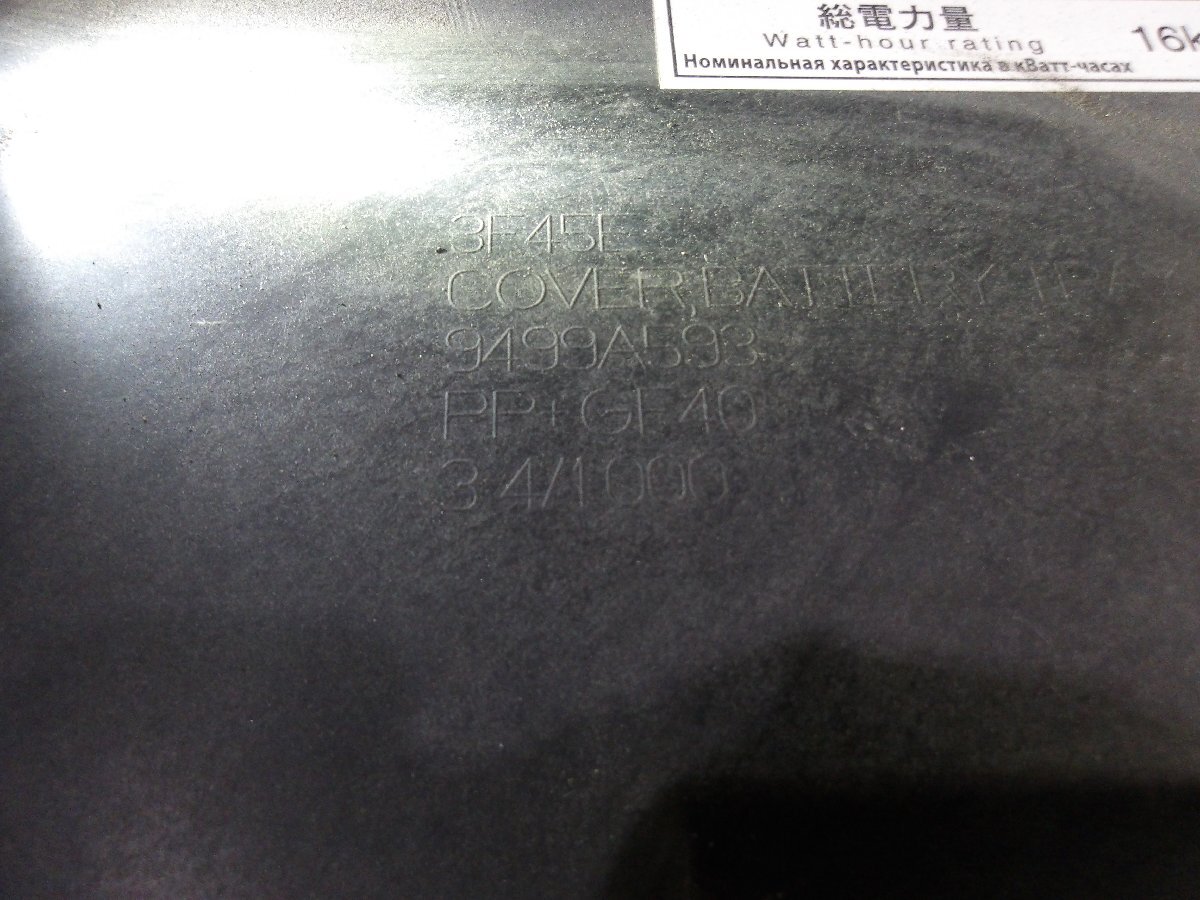 総電力量
Watt-hour rating 16k
Номинальная характеристика в кВатт-часах
3F45E
COVER BATTERY
9499A593
PP+GF40
3.4/1000